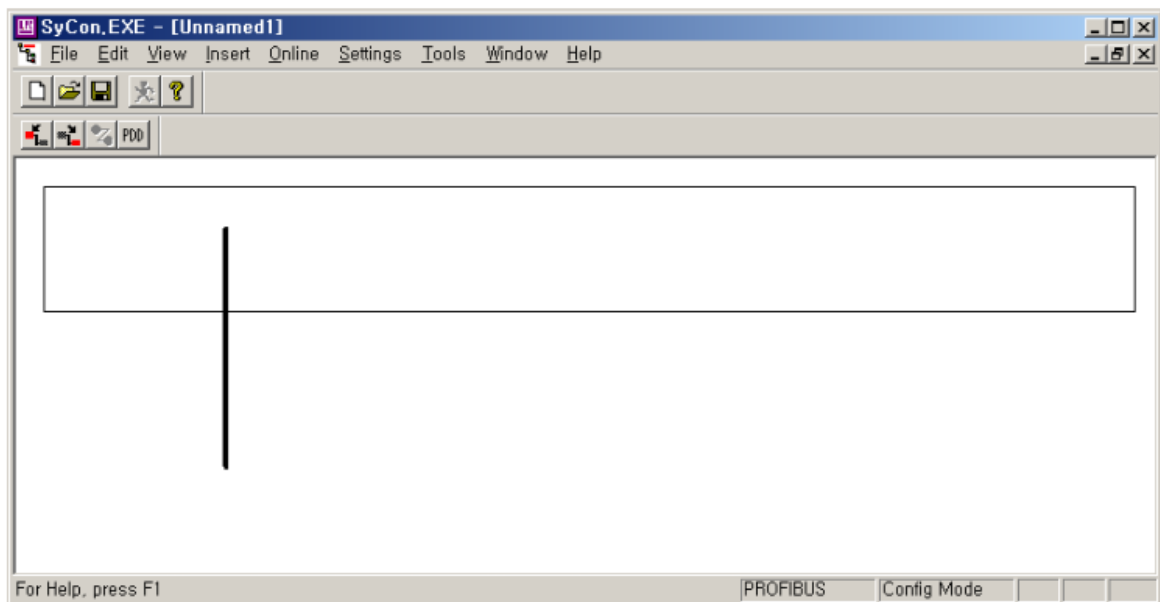 SyCon.EXE - [Unnamed1]
File Edit View Insert Online Settings Tools Window Help
PDD
For Help, press F1 PROFIBUS Config Mode